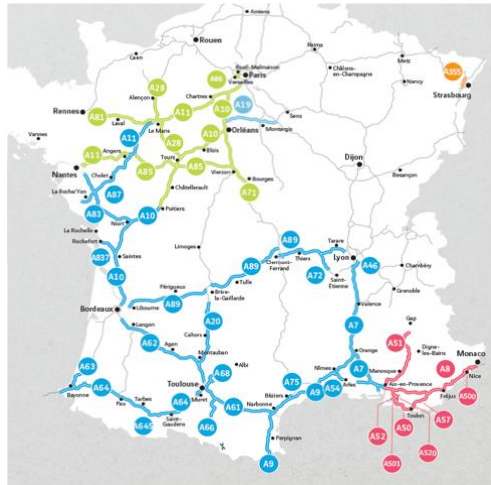 Amiens
Rouen
Caen
Reims
Metz
A355
Rueil-Malmaison
Paris
Versailles
A86
Châlons-
en-Champagne
Nancy
Strasbourg
A28
Alençon
Chartres
A11
A10
A19
Rennes
A81
Laval
Le Mans
Sens
Montargis
Orléans
Vannes
A11
A28
A10
Blois
Angers
A11
Tours
A85
A85
Vierzon
Bourges
Dijon
Besançon
Nantes
Cholet
A87
Châtellerault
A71
La Roche/Yon
A83
Niort
A10
Poitiers
La Rochelle
Rochefort
A837
Saintes
A10
Limoges
A89
Tarare
Clermont-
Ferrand
Thiers
Lyon
A46
A72
Saint-
Étienne
Chambéry
Grenoble
Périgueux
A89
A89
Tulle
Brive-
la-Gaillarde
Bordeaux
Libourne
Valence
Langon
A20
Cahors
A7
Gap
A62
Agen
Montauban
Orange
A51
Digne-
les-Bains
Monaco
A63
Albi
A68
Nîmes
A7
Manosque
A8
Nice
A64
Toulouse
A75
A9
A54
Arles
Aix-en-Provence
A500
Bayonne
Pau
Tarbes
A64
Muret
A61
Béziers
Narbonne
Fréjus
A57
Toulon
A645
Saint-
Gaudens
A66
Perpignan
A52
A50
A520
A501
A9